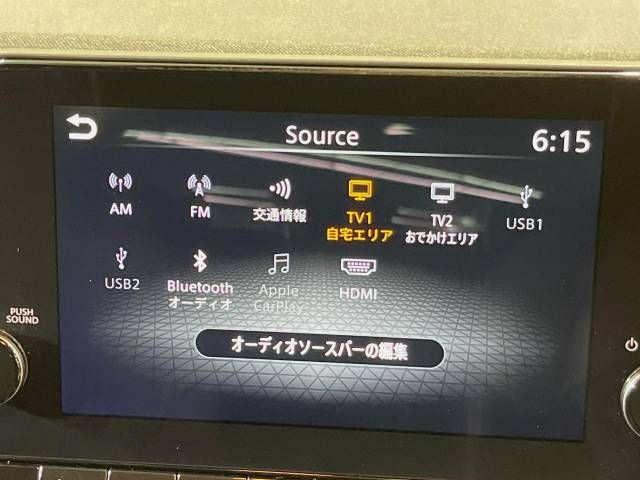 Source
6:15
AM
FM
交通情報
TV1
自宅エリア
TV2
おでかけエリア
USB1
USB2
Bluetooth
オーディオ
Apple
CarPlay
HDMI
オーディオソースバーの編集
PUSH
SOUND